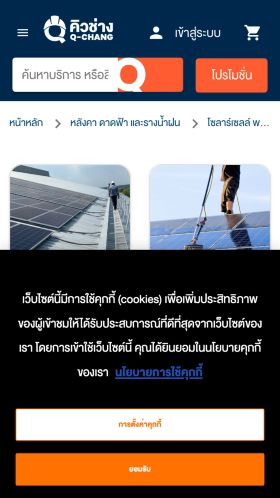 คิวช่าง
Q-CHANG
เข้าสู่ระบบ
ค้นหาบริการ หรือสิ
โปรโมชั่น
หน้าหลัก > หลังคา ดาดฟ้า และรางน้ำฝน > โซลาร์เซลล์ พ...
เว็บไซต์นี้มีการใช้คุกกี้ (cookies) เพื่อเพิ่มประสิทธิภาพ
ของผู้เข้าชมให้ได้รับประสบการณ์ที่ดีที่สุดจากเว็บไซต์ของ
เรา โดยการเข้าใช้เว็บไซต์นี้ คุณได้ยินยอมในนโยบายคุกกี้
ของเรา นโยบายการใช้คุกกี้
การตั้งค่าคุกกี้
ยอมรับ